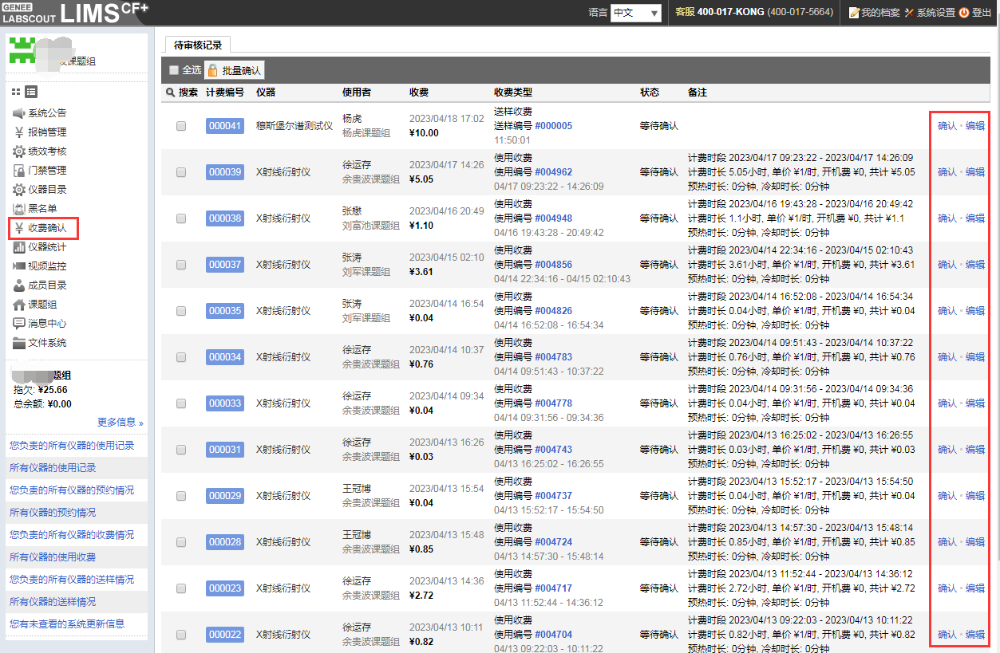 GENEE
LABSCOUT LIMS CF+
语言 中文 客服 400-017-KONG (400-017-5664) 我的档案 系统设置 登出
课题组
系统公告
报销管理
绩效考核
门禁管理
仪器目录
黑名单
收费确认
仪器统计
视频监控
成员目录
课题组
消息中心
文件系统
题组
拖欠: ¥25.66
总余额: ¥0.00
更多信息 »
您负责的所有仪器的使用记录
所有仪器的使用记录
您负责的所有仪器的预约情况
所有仪器的预约情况
您负责的所有仪器的收费情况
所有仪器的使用收费
您负责的所有仪器的送样情况
所有仪器的送样情况
您有未查看的系统更新信息
待审核记录
全选 批量确认
搜索 计费编号 仪器 使用者 收费 收费类型 状态 备注
000041 穆斯堡尔谱测试仪 杨虎 2023/04/18 17:02 送样收费
杨虎课题组 ¥10.00 送样编号 #000005 等待确认 确认 • 编辑
11:50:01
000039 X射线衍射仪 徐运存 2023/04/17 14:26 使用收费 计费时段 2023/04/17 09:23:22 - 2023/04/17 14:26:09
余贵波课题组 ¥5.05 使用编号 #004962 等待确认 计费时长 5.05小时, 单价 ¥1/时, 开机费 ¥0, 共计 ¥5.05 确认 • 编辑
04/17 09:23:22 - 14:26:09 预热时长: 0分钟, 冷却时长: 0分钟
000038 X射线衍射仪 张懋 2023/04/16 20:49 使用收费 计费时段 2023/04/16 19:43:28 - 2023/04/16 20:49:42
刘富池课题组 ¥1.10 使用编号 #004948 等待确认 计费时长 1.1小时, 单价 ¥1/时, 开机费 ¥0, 共计 ¥1.1 确认 • 编辑
04/16 19:43:28 - 20:49:42 预热时长: 0分钟, 冷却时长: 0分钟
000037 X射线衍射仪 张涛 2023/04/15 02:10 使用收费 计费时段 2023/04/14 22:34:16 - 2023/04/15 02:10:43
刘军课题组 ¥3.61 使用编号 #004856 等待确认 计费时长 3.61小时, 单价 ¥1/时, 开机费 ¥0, 共计 ¥3.61 确认 • 编辑
04/14 22:34:16 - 04/15 02:10:43 预热时长: 0分钟, 冷却时长: 0分钟
000035 X射线衍射仪 张涛 2023/04/14 16:54 使用收费 计费时段 2023/04/14 16:52:08 - 2023/04/14 16:54:34
刘军课题组 ¥0.04 使用编号 #004826 等待确认 计费时长 0.04小时, 单价 ¥1/时, 开机费 ¥0, 共计 ¥0.04 确认 • 编辑
04/14 16:52:08 - 16:54:34 预热时长: 0分钟, 冷却时长: 0分钟
000034 X射线衍射仪 徐运存 2023/04/14 10:37 使用收费 计费时段 2023/04/14 09:51:43 - 2023/04/14 10:37:22
余贵波课题组 ¥0.76 使用编号 #004783 等待确认 计费时长 0.76小时, 单价 ¥1/时, 开机费 ¥0, 共计 ¥0.76 确认 • 编辑
04/14 09:51:43 - 10:37:22 预热时长: 0分钟, 冷却时长: 0分钟
000033 X射线衍射仪 徐运存 2023/04/14 09:34 使用收费 计费时段 2023/04/14 09:31:56 - 2023/04/14 09:34:36
余贵波课题组 ¥0.04 使用编号 #004778 等待确认 计费时长 0.04小时, 单价 ¥1/时, 开机费 ¥0, 共计 ¥0.04 确认 • 编辑
04/14 09:31:56 - 09:34:36 预热时长: 0分钟, 冷却时长: 0分钟
000031 X射线衍射仪 徐运存 2023/04/13 16:26 使用收费 计费时段 2023/04/13 16:25:02 - 2023/04/13 16:26:55
余贵波课题组 ¥0.03 使用编号 #004743 等待确认 计费时长 0.03小时, 单价 ¥1/时, 开机费 ¥0, 共计 ¥0.03 确认 • 编辑
04/13 16:25:02 - 16:26:55 预热时长: 0分钟, 冷却时长: 0分钟
000029 X射线衍射仪 王冠博 2023/04/13 15:54 使用收费 计费时段 2023/04/13 15:52:17 - 2023/04/13 15:54:50
余贵波课题组 ¥0.04 使用编号 #004737 等待确认 计费时长 0.04小时, 单价 ¥1/时, 开机费 ¥0, 共计 ¥0.04 确认 • 编辑
04/13 15:52:17 - 15:54:50 预热时长: 0分钟, 冷却时长: 0分钟
000028 X射线衍射仪 王冠博 2023/04/13 15:48 使用收费 计费时段 2023/04/13 14:57:30 - 2023/04/13 15:48:14
余贵波课题组 ¥0.85 使用编号 #004724 等待确认 计费时长 0.85小时, 单价 ¥1/时, 开机费 ¥0, 共计 ¥0.85 确认 • 编辑
04/13 14:57:30 - 15:48:14 预热时长: 0分钟, 冷却时长: 0分钟
000023 X射线衍射仪 徐运存 2023/04/13 14:36 使用收费 计费时段 2023/04/13 11:52:44 - 2023/04/13 14:36:12
余贵波课题组 ¥2.72 使用编号 #004717 等待确认 计费时长 2.72小时, 单价 ¥1/时, 开机费 ¥0, 共计 ¥2.72 确认 • 编辑
04/13 11:52:44 - 14:36:12 预热时长: 0分钟, 冷却时长: 0分钟
000022 X射线衍射仪 徐运存 2023/04/13 10:11 使用收费 计费时段 2023/04/13 09:22:03 - 2023/04/13 10:11:22
余贵波课题组 ¥0.82 使用编号 #004704 等待确认 计费时长 0.82小时, 单价 ¥1/时, 开机费 ¥0, 共计 ¥0.82 确认 • 编辑
04/13 09:22:03 - 10:11:22 预热时长: 0分钟, 冷却时长: 0分钟